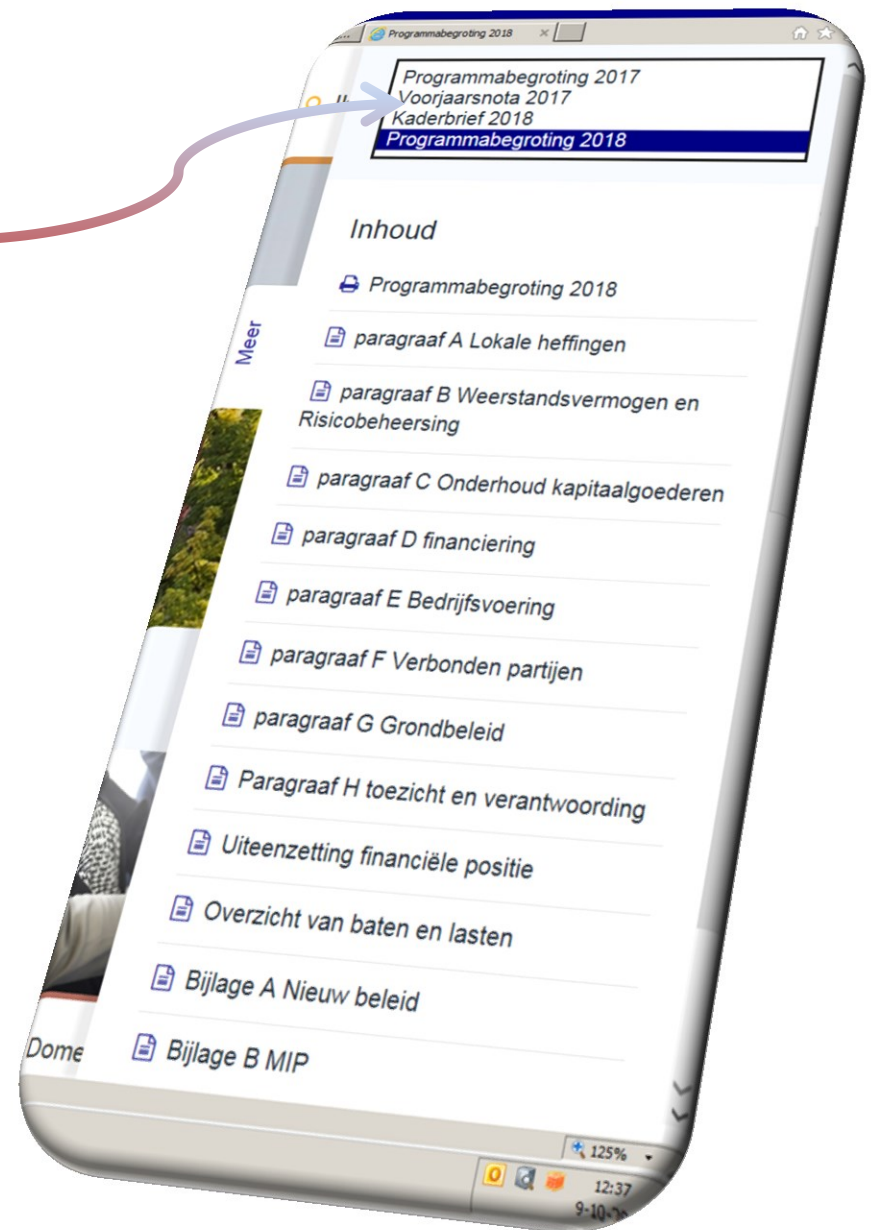 Programmabegroting 2018
Programmabegroting 2017
Voorjaarsnota 2017
Kaderbrief 2018
Programmabegroting 2018
Inhoud
Programmabegroting 2018
paragraaf A Lokale heffingen
Meer
paragraaf B Weerstandsvermogen en
Risicobeheersing
paragraaf C Onderhoud kapitaalgoederen
paragraaf D financiering
paragraaf E Bedrijfsvoering
paragraaf F Verbonden partijen
paragraaf G Grondbeleid
Paragraaf H toezicht en verantwoording
Uiteenzetting financiële positie
Overzicht van baten en lasten
Bijlage A Nieuw beleid
Bijlage B MIP
Dome
125%
12:37